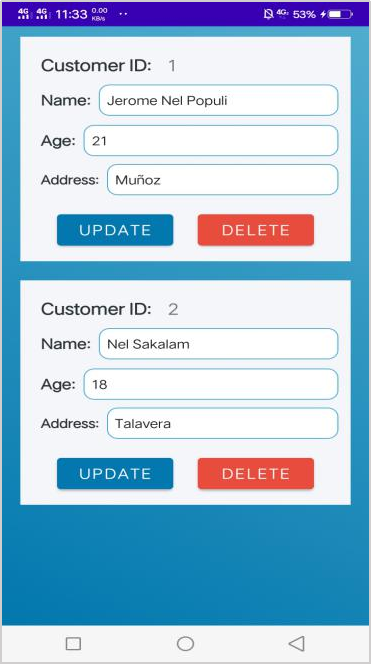 4G 4G 11:33 0.00 KB/s ·· 4G 53%
Customer ID: 1
Name: Jerome Nel Populi
Age: 21
Address: Muñoz
UPDATE DELETE
Customer ID: 2
Name: Nel Sakalam
Age: 18
Address: Talavera
UPDATE DELETE